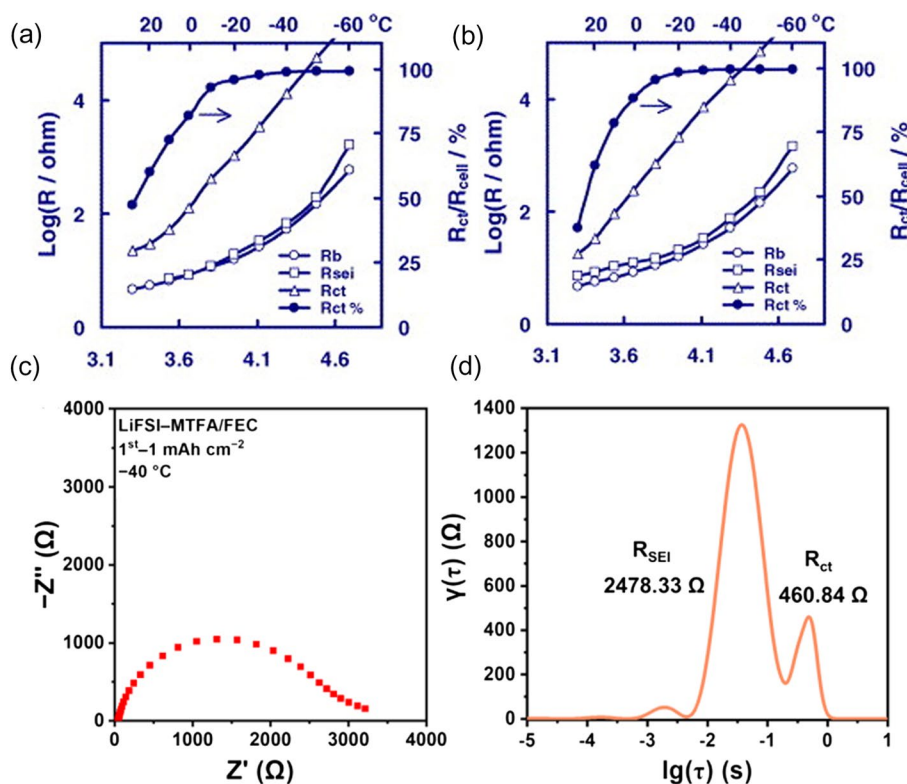 (a)
20 0 -20 -40 -60 °C
Log(R / ohm)
4
2
0
100
75
50
25
0
Rct/Rcell / %
Rb
Rsei
Rct
Rct %
3.1 3.6 4.1 4.6
(b)
20 0 -20 -40 -60 °C
Log(R / ohm)
4
2
0
100
75
50
25
0
Rct/Rcell / %
Rb
Rsei
Rct
Rct %
3.1 3.6 4.1 4.6
(c)
LiFSI–MTFA/FEC
1st–1 mAh cm−2
−40 °C
−Z'' (Ω)
4000
3000
2000
1000
0
0 1000 2000 3000 4000
Z' (Ω)
(d)
γ(τ) (Ω)
1400
1200
1000
800
600
400
200
0
RSEI
2478.33 Ω
Rct
460.84 Ω
-5 -4 -3 -2 -1 0 1
lg(τ) (s)